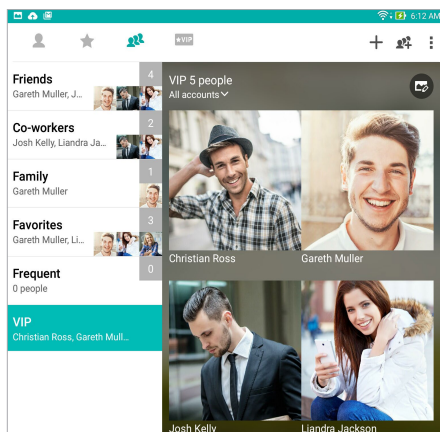 6:12 AM
VIP
Friends
4
Gareth Muller, J...
Co-workers
2
Josh Kelly, Liandra Ja...
Family
1
Gareth Muller
Favorites
3
Gareth Muller, Li...
Frequent
0
0 people
VIP
Christian Ross, Gareth Mull...
VIP 5 people
All accounts
Christian Ross
Gareth Muller
Josh Kelly
Liandra Jackson